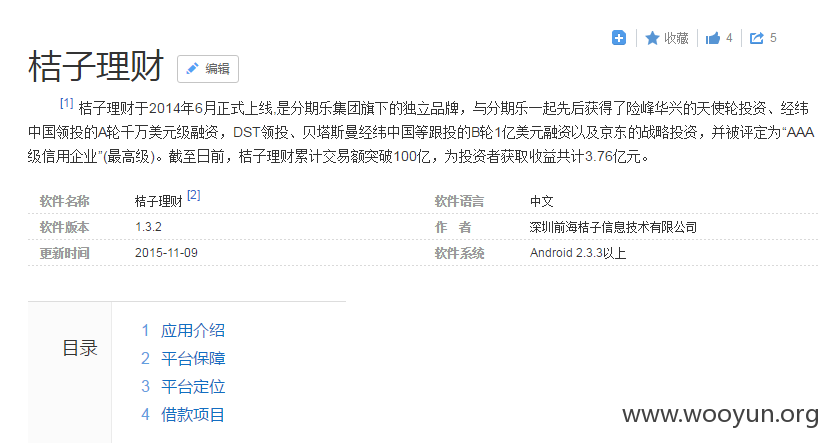 收藏 4 5
桔子理财 编辑
[1] 桔子理财于2014年6月正式上线,是分期乐集团旗下的独立品牌，与分期乐一起先后获得了险峰华兴的天使轮投资、经纬
中国领投的A轮千万美元级融资，DST领投、贝塔斯曼经纬中国等跟投的B轮1亿美元融资以及京东的战略投资，并被评定为“AAA
级信用企业”(最高级)。截至日前，桔子理财累计交易额突破100亿，为投资者获取收益共计3.76亿元。
软件名称 桔子理财 [2] 软件语言 中文
软件版本 1.3.2 作 者 深圳前海桔子信息技术有限公司
更新时间 2015-11-09 软件系统 Android 2.3.3以上
目录
1 应用介绍
2 平台保障
3 平台定位
4 借款项目
www.wooyun.org